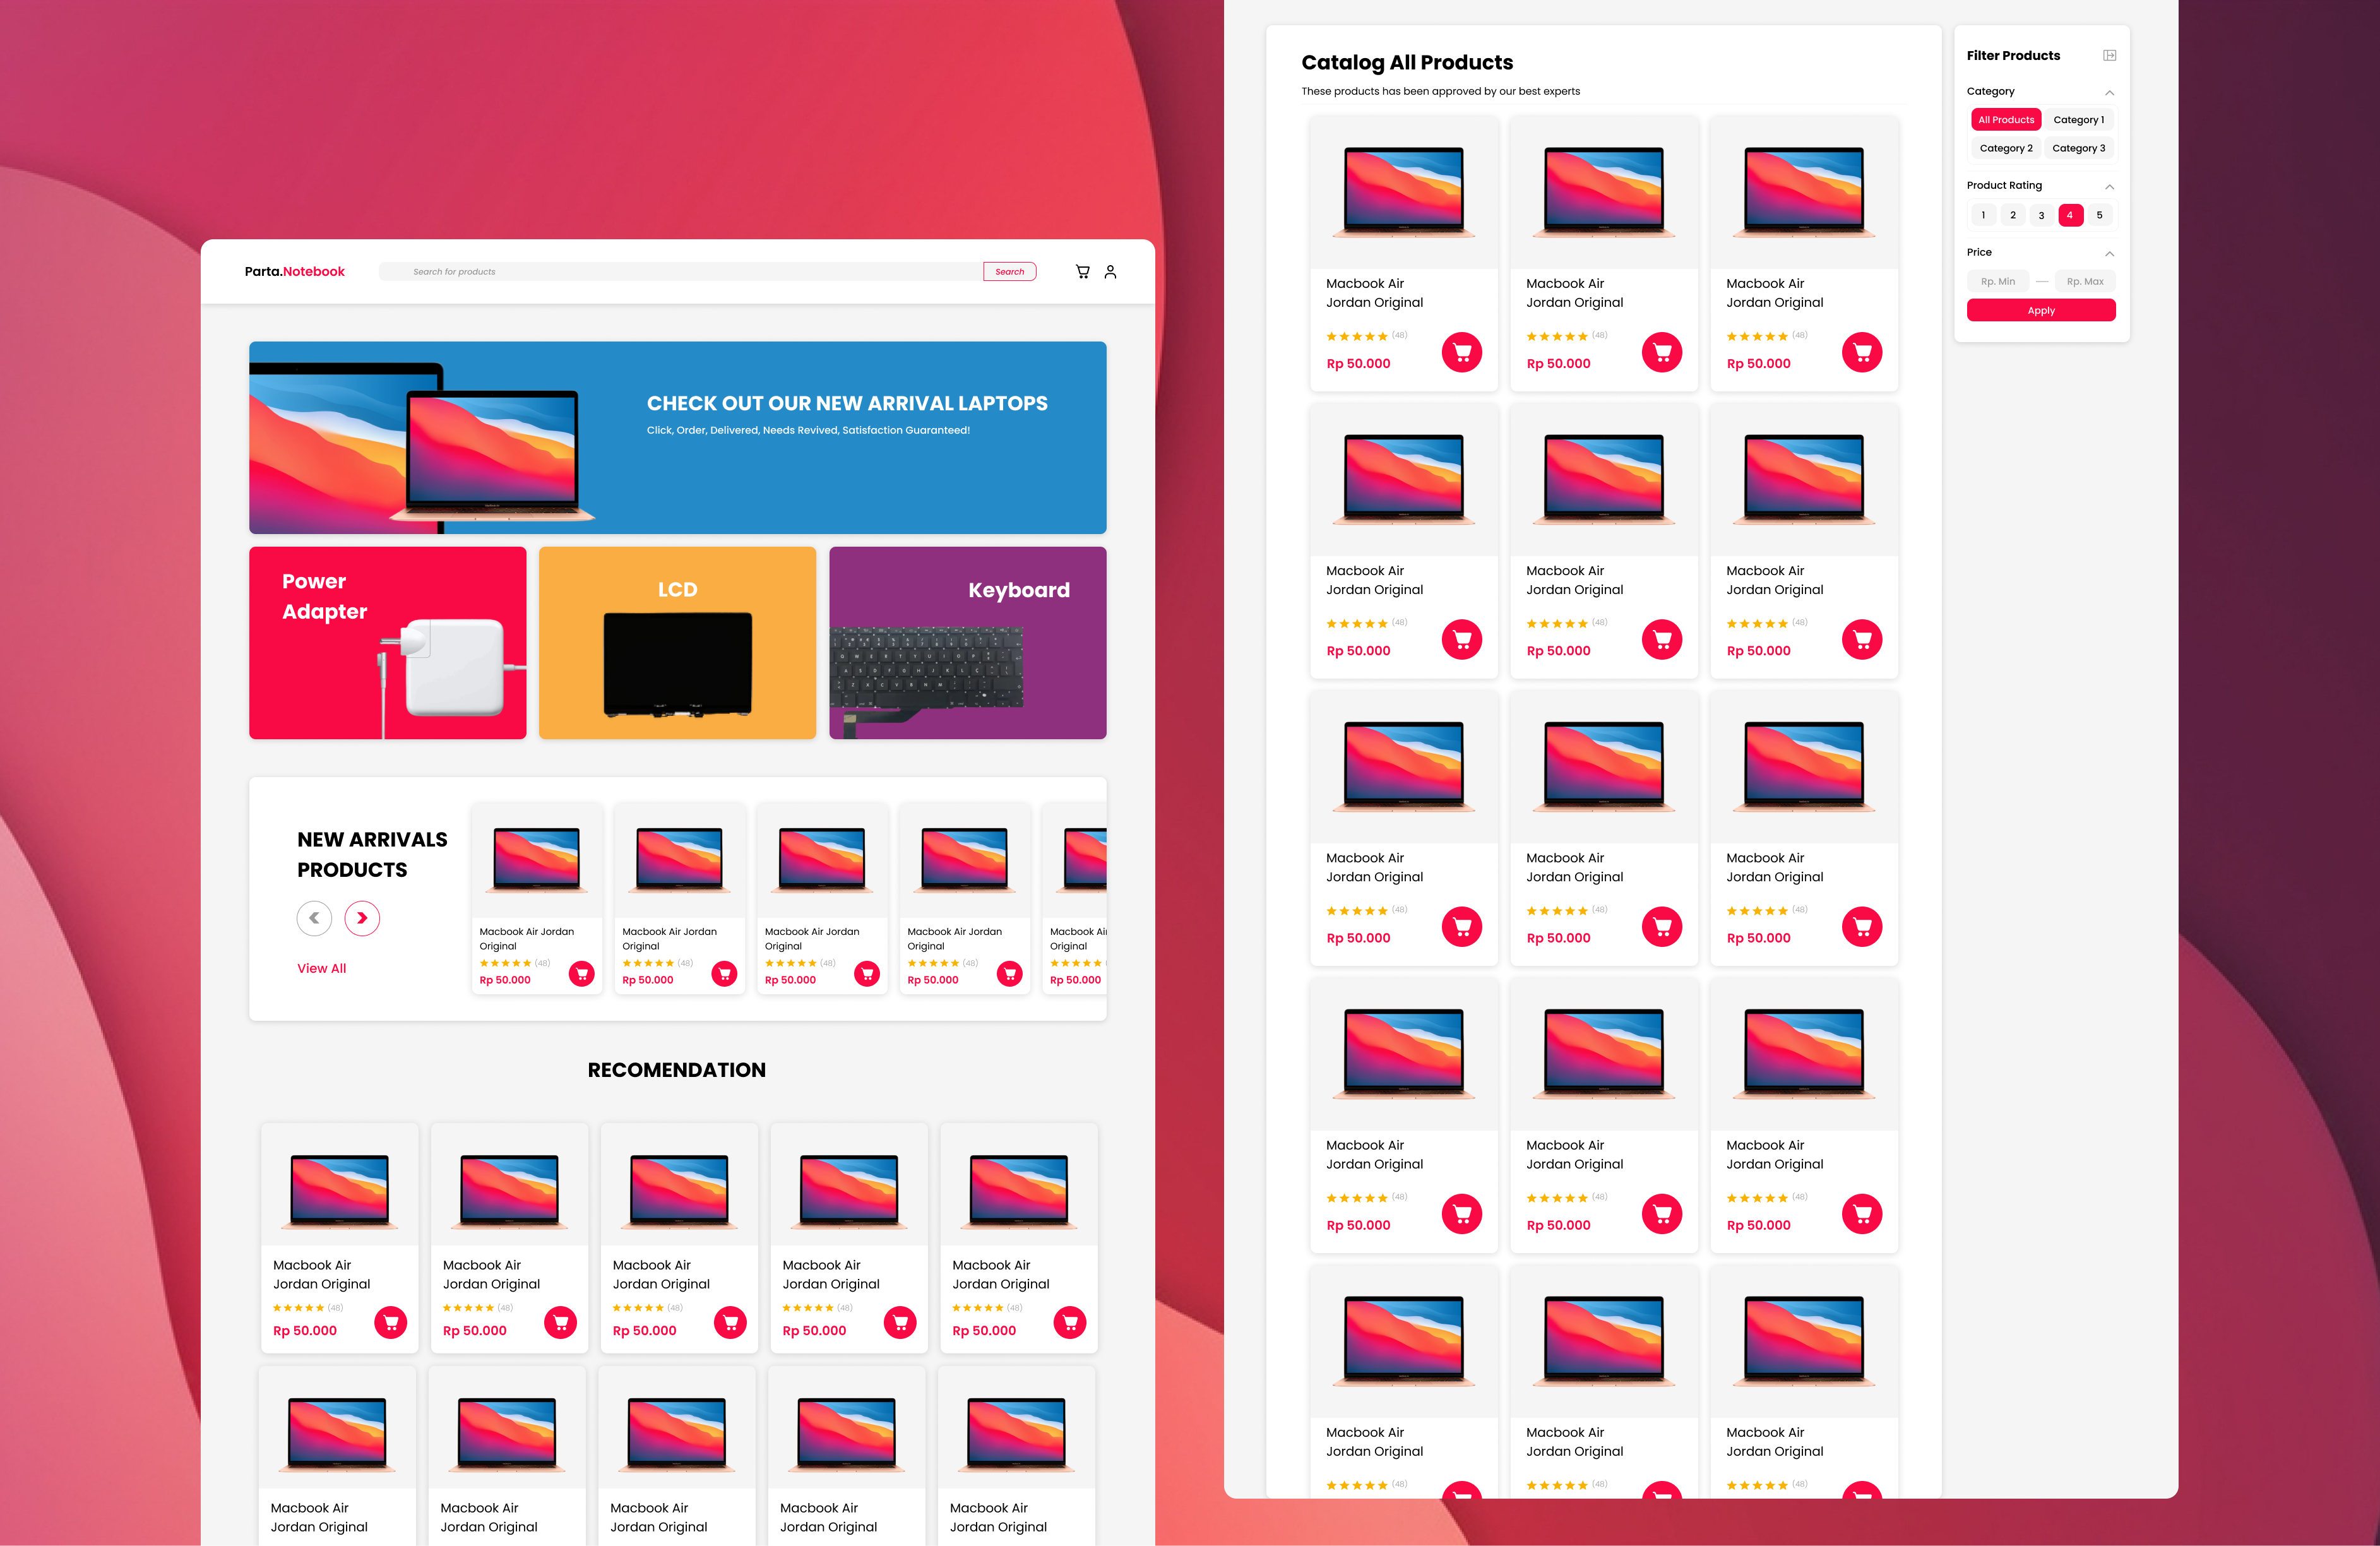 Parta.Notebook
Search for products
Search
CHECK OUT OUR NEW ARRIVAL LAPTOPS
Click, Order, Delivered, Needs Revived, Satisfaction Guaranteed!
Power
Adapter
LCD
Keyboard
NEW ARRIVALS
PRODUCTS
View All
Macbook Air Jordan
Original
(48)
Rp 50.000
Macbook Air Jordan
Original
(48)
Rp 50.000
Macbook Air Jordan
Original
(48)
Rp 50.000
Macbook Air Jordan
Original
(48)
Rp 50.000
Macbook Air
Original
Rp 50.000
RECOMENDATION
Macbook Air
Jordan Original
(48)
Rp 50.000
Macbook Air
Jordan Original
(48)
Rp 50.000
Macbook Air
Jordan Original
(48)
Rp 50.000
Macbook Air
Jordan Original
(48)
Rp 50.000
Macbook Air
Jordan Original
(48)
Rp 50.000
Macbook Air
Jordan Original
Macbook Air
Jordan Original
Macbook Air
Jordan Original
Macbook Air
Jordan Original
Macbook Air
Jordan Original
Catalog All Products
These products has been approved by our best experts
Macbook Air
Jordan Original
(48)
Rp 50.000
Macbook Air
Jordan Original
(48)
Rp 50.000
Macbook Air
Jordan Original
(48)
Rp 50.000
Macbook Air
Jordan Original
(48)
Rp 50.000
Macbook Air
Jordan Original
(48)
Rp 50.000
Macbook Air
Jordan Original
(48)
Rp 50.000
Macbook Air
Jordan Original
(48)
Rp 50.000
Macbook Air
Jordan Original
(48)
Rp 50.000
Macbook Air
Jordan Original
(48)
Rp 50.000
Macbook Air
Jordan Original
(48)
Rp 50.000
Macbook Air
Jordan Original
(48)
Rp 50.000
Macbook Air
Jordan Original
(48)
Rp 50.000
Macbook Air
Jordan Original
(48)
Macbook Air
Jordan Original
(48)
Macbook Air
Jordan Original
(48)
Filter Products
Category
All Products
Category 1
Category 2
Category 3
Product Rating
1 2 3 4 5
Price
Rp. Min — Rp. Max
Apply